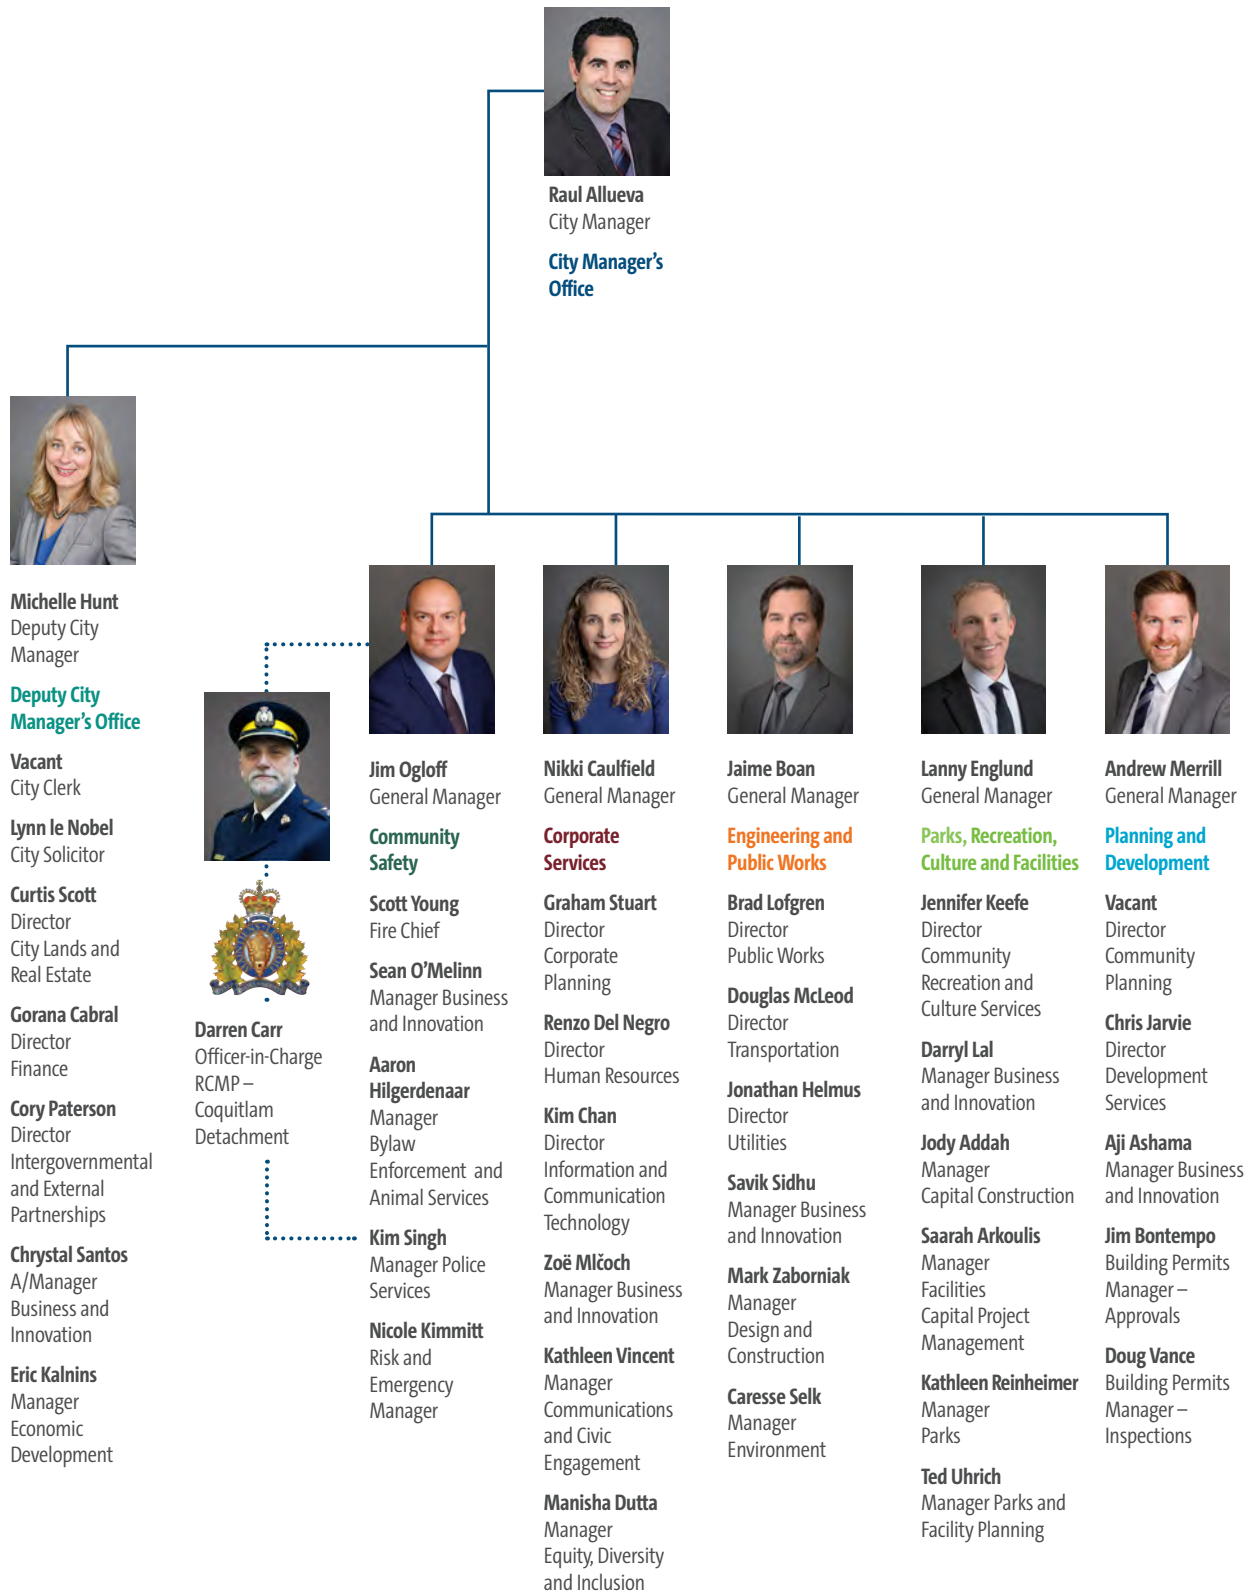 Raul Allueva
City Manager
City Manager’s
Office
Michelle Hunt
Deputy City
Manager
Deputy City
Manager’s Office
Vacant
City Clerk
Lynn le Nobel
City Solicitor
Curtis Scott
Director
City Lands and
Real Estate
Gorana Cabral
Director
Finance
Cory Paterson
Director
Intergovernmental
and External
Partnerships
Chrystal Santos
A/Manager
Business and
Innovation
Eric Kalnins
Manager
Economic
Development
Darren Carr
Officer-in-Charge
RCMP –
Coquitlam
Detachment
Jim Ogloff
General Manager
Community
Safety
Scott Young
Fire Chief
Sean O’Melinn
Manager Business
and Innovation
Aaron
Hilgerdenaar
Manager
Bylaw
Enforcement and
Animal Services
Kim Singh
Manager Police
Services
Nicole Kimmitt
Risk and
Emergency
Manager
Nikki Caulfield
General Manager
Corporate
Services
Graham Stuart
Director
Corporate
Planning
Renzo Del Negro
Director
Human Resources
Kim Chan
Director
Information and
Communication
Technology
Zoë Mlčoch
Manager Business
and Innovation
Kathleen Vincent
Manager
Communications
and Civic
Engagement
Manisha Dutta
Manager
Equity, Diversity
and Inclusion
Jaime Boan
General Manager
Engineering and
Public Works
Brad Lofgren
Director
Public Works
Douglas McLeod
Director
Transportation
Jonathan Helmus
Director
Utilities
Savik Sidhu
Manager Business
and Innovation
Mark Zaborniak
Manager
Design and
Construction
Caresse Selk
Manager
Environment
Lanny Englund
General Manager
Parks, Recreation,
Culture and Facilities
Jennifer Keefe
Director
Community
Recreation and
Culture Services
Darryl Lal
Manager Business
and Innovation
Jody Addah
Manager
Capital Construction
Saarah Arkoulis
Manager
Facilities
Capital Project
Management
Kathleen Reinheimer
Manager
Parks
Ted Uhrich
Manager Parks and
Facility Planning
Andrew Merrill
General Manager
Planning and
Development
Vacant
Director
Community
Planning
Chris Jarvie
Director
Development
Services
Aji Ashama
Manager Business
and Innovation
Jim Bontempo
Building Permits
Manager –
Approvals
Doug Vance
Building Permits
Manager –
Inspections